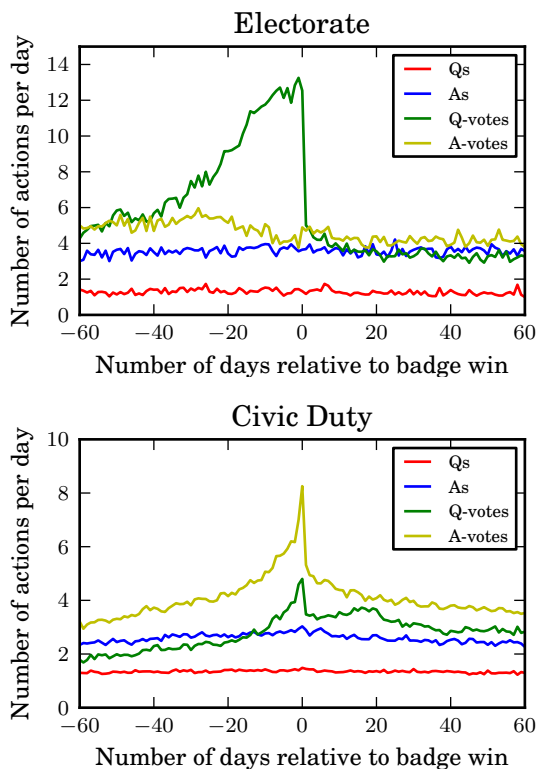 Electorate
Number of actions per day
14
12
10
8
6
4
2
0
Qs
As
Q-votes
A-votes
−60 −40 −20 0 20 40 60
Number of days relative to badge win
Civic Duty
Number of actions per day
10
8
6
4
2
0
Qs
As
Q-votes
A-votes
−60 −40 −20 0 20 40 60
Number of days relative to badge win